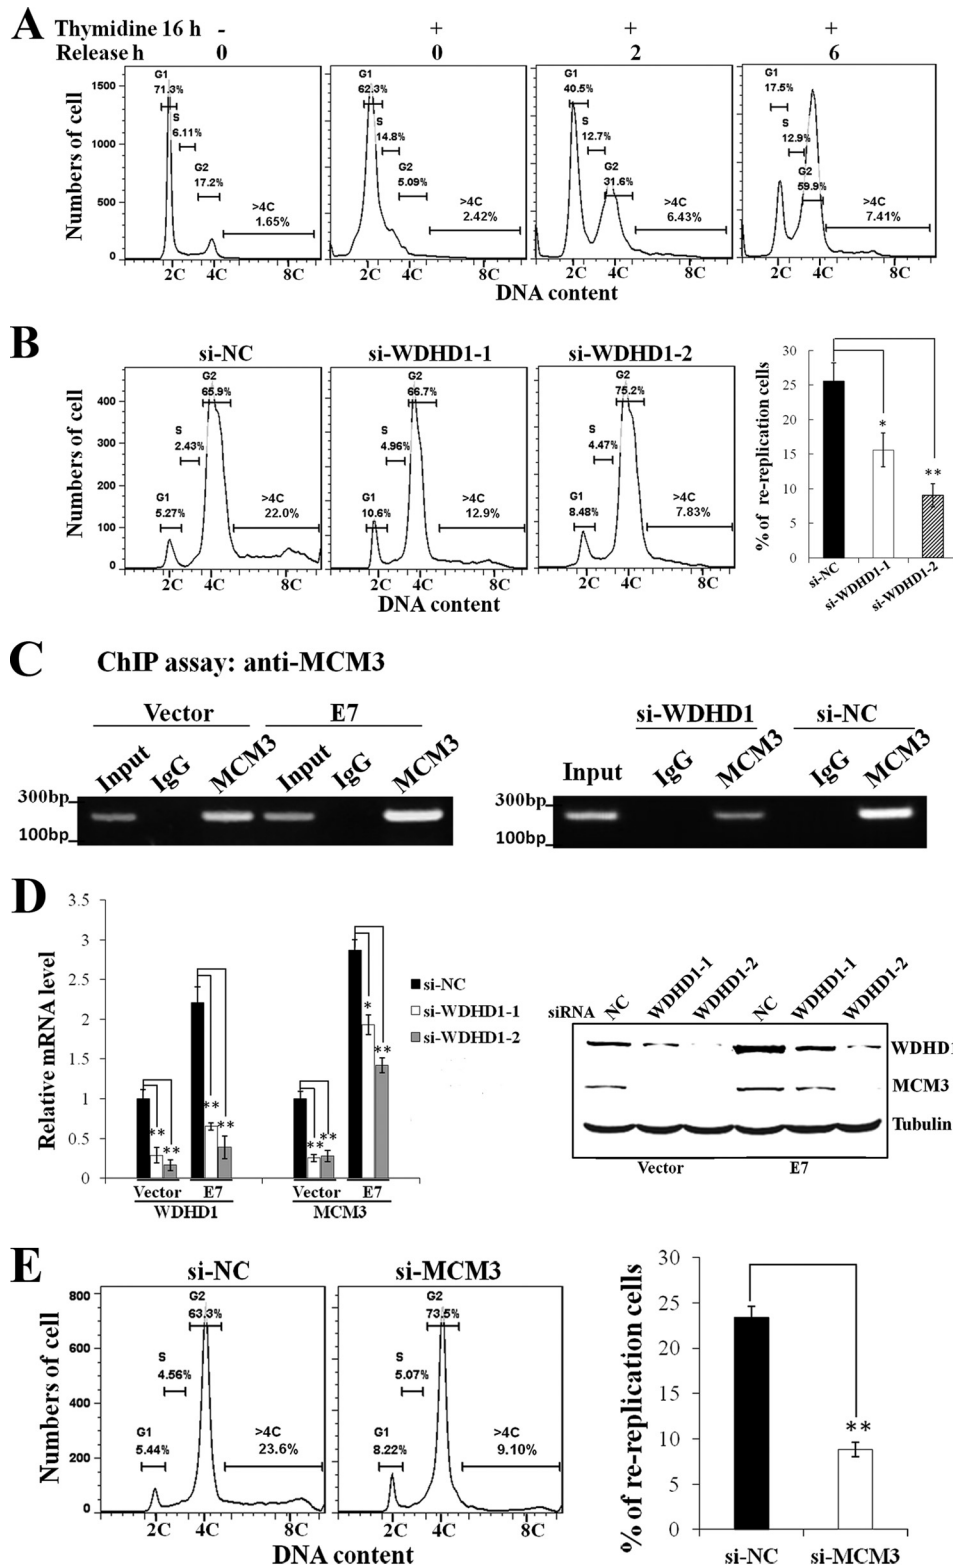 A
Thymidine 16 h - + + +
Release h 0 0 2 6
Numbers of cell
1500
1000
500
0
G1
71.3%
S
6.11%
G2
17.2%
>4C
1.65%
G1
62.3%
S
14.8%
G2
5.09%
>4C
2.42%
G1
40.5%
S
12.7%
G2
31.6%
>4C
6.43%
G1
17.5%
S
12.9%
G2
59.9%
>4C
7.41%
2C 4C 8C 2C 4C 8C 2C 4C 8C 2C 4C 8C
DNA content
B
si-NC si-WDHD1-1 si-WDHD1-2
Numbers of cell
400
300
200
100
0
G2
65.9%
S
2.43%
G1
5.27%
>4C
22.0%
G2
66.7%
S
4.96%
G1
10.6%
>4C
12.9%
G2
75.2%
S
4.47%
G1
8.48%
>4C
7.83%
2C 4C 8C 2C 4C 8C 2C 4C 8C
DNA content
% of re-replication cells
30
25
20
15
10
5
0
*
**
si-NC
si-WDHD1-1
si-WDHD1-2
C
ChIP assay: anti-MCM3
Vector E7
Input IgG MCM3 Input IgG MCM3
300bp
100bp
si-WDHD1 si-NC
Input IgG MCM3 IgG MCM3
300bp
100bp
D
Relative mRNA level
3.5
3
2.5
2
1.5
1
0.5
0
** ** ** ** ** ** * **
si-NC
si-WDHD1-1
si-WDHD1-2
Vector E7 Vector E7
WDHD1 MCM3
siRNA NC WDHD1-1 WDHD1-2 NC WDHD1-1 WDHD1-2
WDHD1
MCM3
Tubulin
Vector E7
E
si-NC si-MCM3
Numbers of cell
800
600
400
200
0
G2
63.3%
S
4.56%
G1
5.44%
>4C
23.6%
G2
73.5%
S
5.07%
G1
8.22%
>4C
9.10%
2C 4C 8C 2C 4C 8C
DNA content
% of re-replication cells
30
25
20
15
10
5
0
**
si-NC si-MCM3